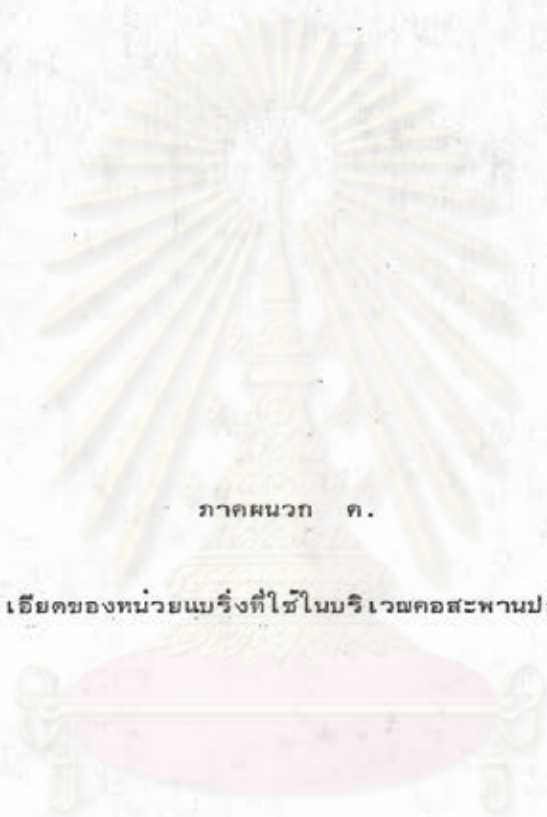 ภาคผนวก ค.
เอียดของหน่วยแบริ่งที่ใช้ในบริเวณคอสะพานป